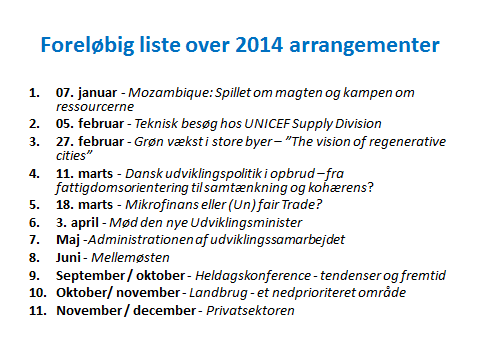 Foreløbig liste over 2014 arrangementer
1. 07. januar - Mozambique: Spillet om magten og kampen om
ressourcerne
2. 05. februar - Teknisk besøg hos UNICEF Supply Division
3. 27. februar - Grøn vækst i store byer – ”The vision of regenerative
cities”
4. 11. marts - Dansk udviklingspolitik i opbrud – fra
fattigdomsorientering til samtænkning og kohærens?
5. 18. marts - Mikrofinans eller (Un) fair Trade?
6. 3. april - Mød den nye Udviklingsminister
7. Maj -Administrationen af udviklingssamarbejdet
8. Juni - Mellemøsten
9. September / oktober - Heldagskonference - tendenser og fremtid
10. Oktober/ november - Landbrug - et nedprioriteret område
11. November / december - Privatsektoren